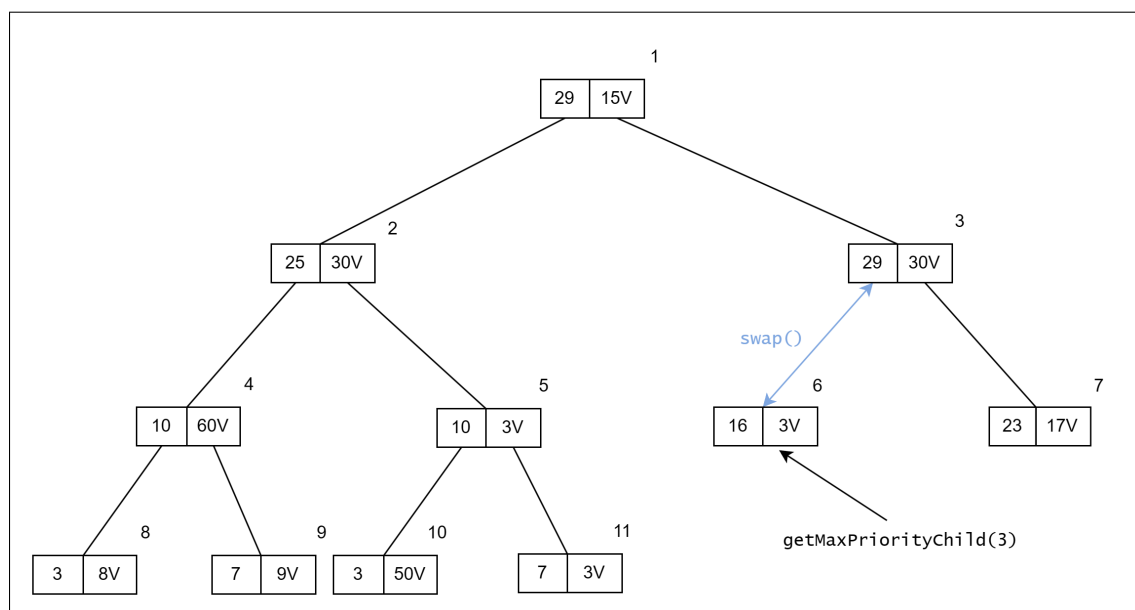 1
29 15V
2
3
25 30V
29 30V
swap()
4
5
6
7
10 60V
10 3V
16 3V
23 17V
8
9
10
11
getMaxPriorityChild(3)
3 8V
7 9V
3 50V
7 3V